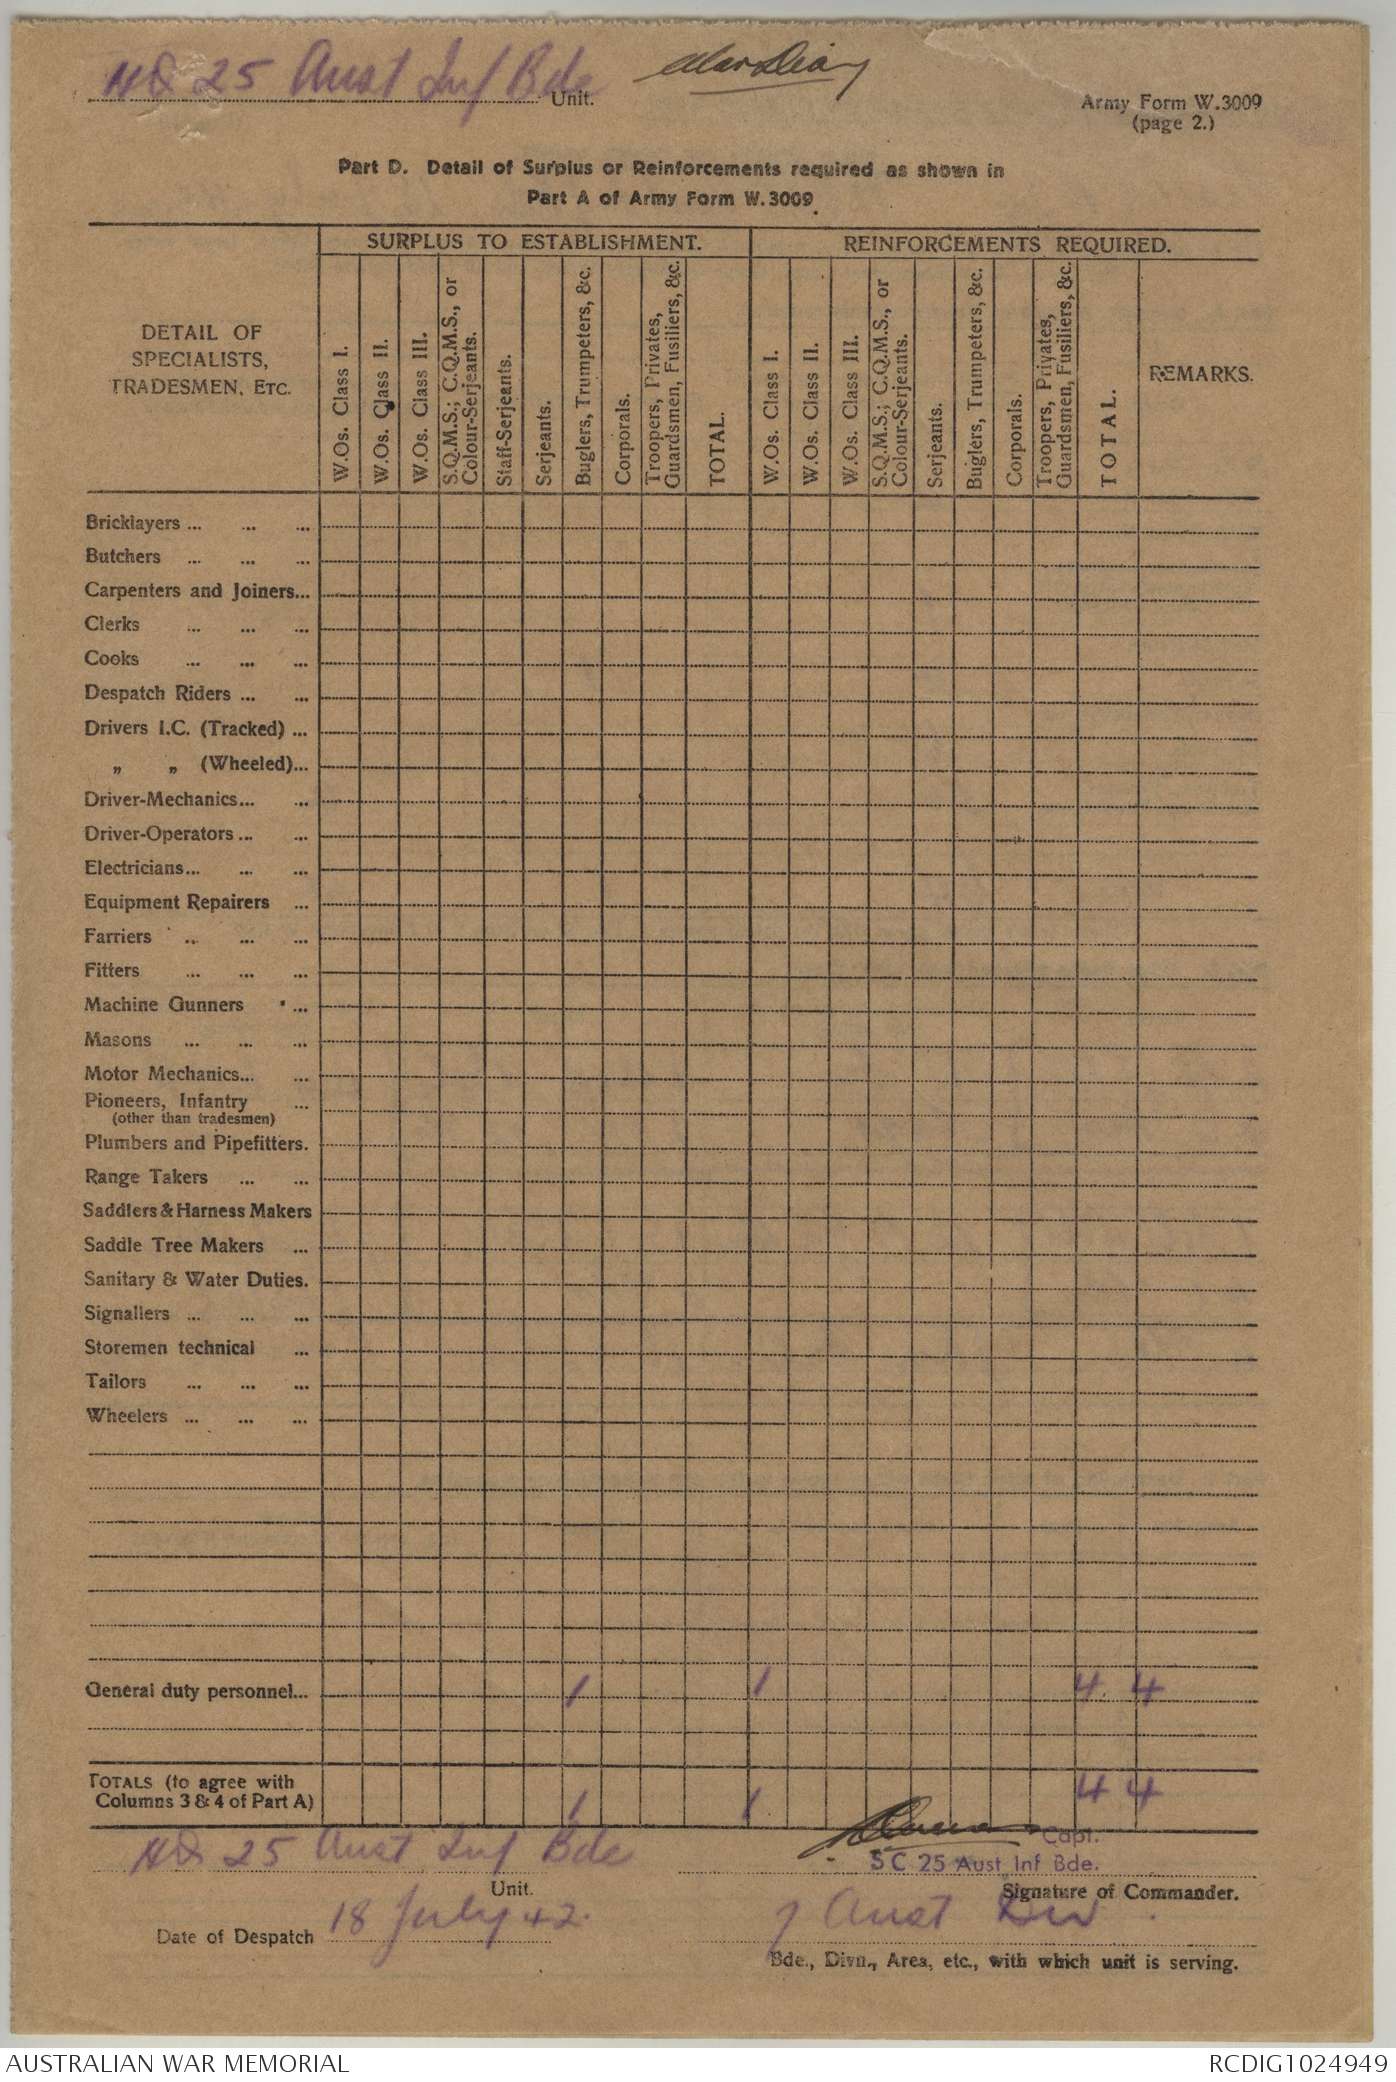 HQ 25 Aust Inf Bde Unit.
War Diary
Army Form W.3009
(page 2.)
Part D. Detail of Surplus or Reinforcements required as shown in
Part A of Army Form W.3009
DETAIL OF
SPECIALISTS,
TRADESMEN, ETC.
SURPLUS TO ESTABLISHMENT.
W.Os. Class I.
W.Os. Class II.
W.Os. Class III.
S.Q.M.S.; C.Q.M.S., or
Colour-Serjeants.
Staff-Serjeants.
Serjeants.
Buglers, Trumpeters, &c.
Corporals.
Troopers, Privates,
Guardsmen, Fusiliers, &c.
TOTAL.
REINFORCEMENTS REQUIRED.
W.Os. Class I.
W.Os. Class II.
W.Os. Class III.
S.Q.M.S.; C.Q.M.S., or
Colour-Serjeants.
Serjeants.
Buglers, Trumpeters, &c.
Corporals.
Troopers, Privates,
Guardsmen, Fusiliers, &c.
TOTAL.
REMARKS.
Bricklayers ... ... ...
Butchers ... ... ...
Carpenters and Joiners...
Clerks ... ... ...
Cooks ... ... ...
Despatch Riders ... ...
Drivers I.C. (Tracked) ...
„ „ (Wheeled)...
Driver-Mechanics... ...
Driver-Operators ... ...
Electricians... ... ...
Equipment Repairers ...
Farriers ... ... ...
Fitters ... ... ...
Machine Gunners ...
Masons ... ... ...
Motor Mechanics... ...
Pioneers, Infantry ...
(other than tradesmen)
Plumbers and Pipefitters.
Range Takers ... ...
Saddlers & Harness Makers
Saddle Tree Makers ...
Sanitary & Water Duties.
Signallers ... ... ...
Storemen technical ...
Tailors ... ... ...
Wheelers ... ... ...
General duty personnel... 1 1 4 4
TOTALS (to agree with
Columns 3 & 4 of Part A) 1 1 4 4
HQ 25 Aust Inf Bde
Unit.
Capt.
S C 25 Aust Inf Bde.
Signature of Commander.
Date of Despatch 18 July 42.
7 Aust Div
Bde., Divn., Area, etc., with which unit is serving.
AUSTRALIAN WAR MEMORIAL
RCDIG1024949